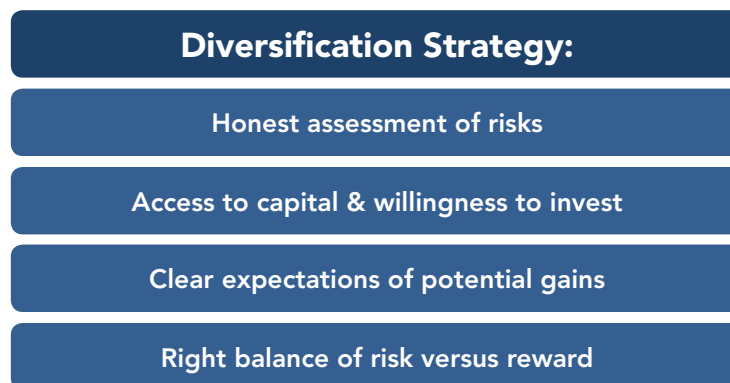 Diversification Strategy:
Honest assessment of risks
Access to capital & willingness to invest
Clear expectations of potential gains
Right balance of risk versus reward